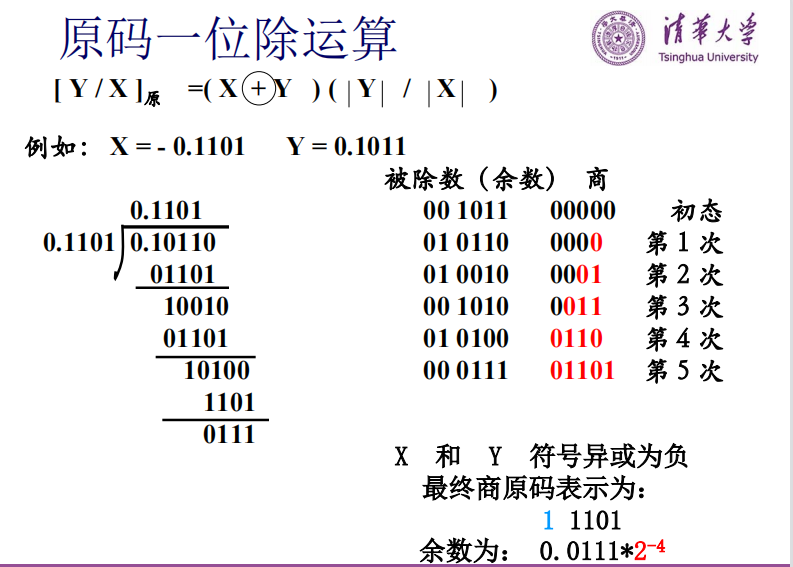 原码一位除运算
清华大学
Tsinghua University
[ Y / X ]原 =( X + Y ) ( | Y | / | X | )
例如: X = - 0.1101 Y = 0.1011
被除数 (余数) 商
0.1101
0.1101 0.10110
01101
10010
01101
10100
1101
0111
00 1011 00000 初态
01 0110 0000 第 1 次
01 0010 0001 第 2 次
00 1010 0011 第 3 次
01 0100 0110 第 4 次
00 0111 01101 第 5 次
X 和 Y 符号异或为负
最终商原码表示为:
1 1101
余数为: 0.0111*2-4